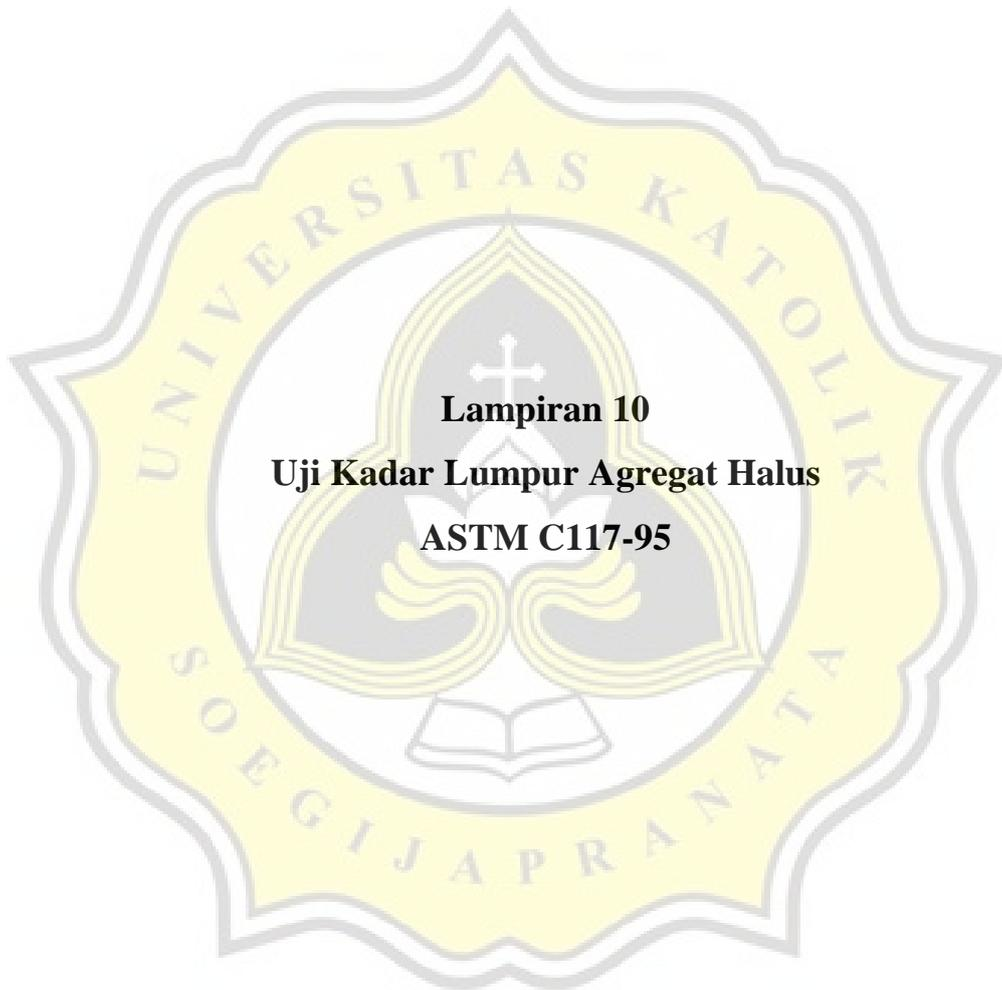 UNIVERSITAS KATOLIK
Lampiran 10
Uji Kadar Lumpur Agregat Halus
ASTM C117-95
SOEGIJAPRANATA